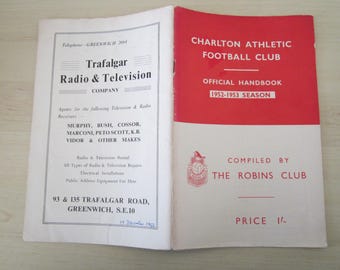 Telephone - GREENWICH 2004
Trafalgar
Radio & Television
COMPANY
Agents for the following Television & Radio
Receivers :
MURPHY, BUSH, COSSOR,
MARCONI, PETO SCOTT, K.B.
VIDOR & OTHER MAKES
Radio & Television Rental
All Types of Radio & Television Repairs
Electrical Installations
Public Address Equipment For Hire
93 & 135 TRAFALGAR ROAD,
GREENWICH, S.E.10
CHARLTON ATHLETIC
FOOTBALL CLUB
OFFICIAL HANDBOOK
1952-1953 SEASON
COMPILED BY
THE ROBINS CLUB
PRICE 1/-